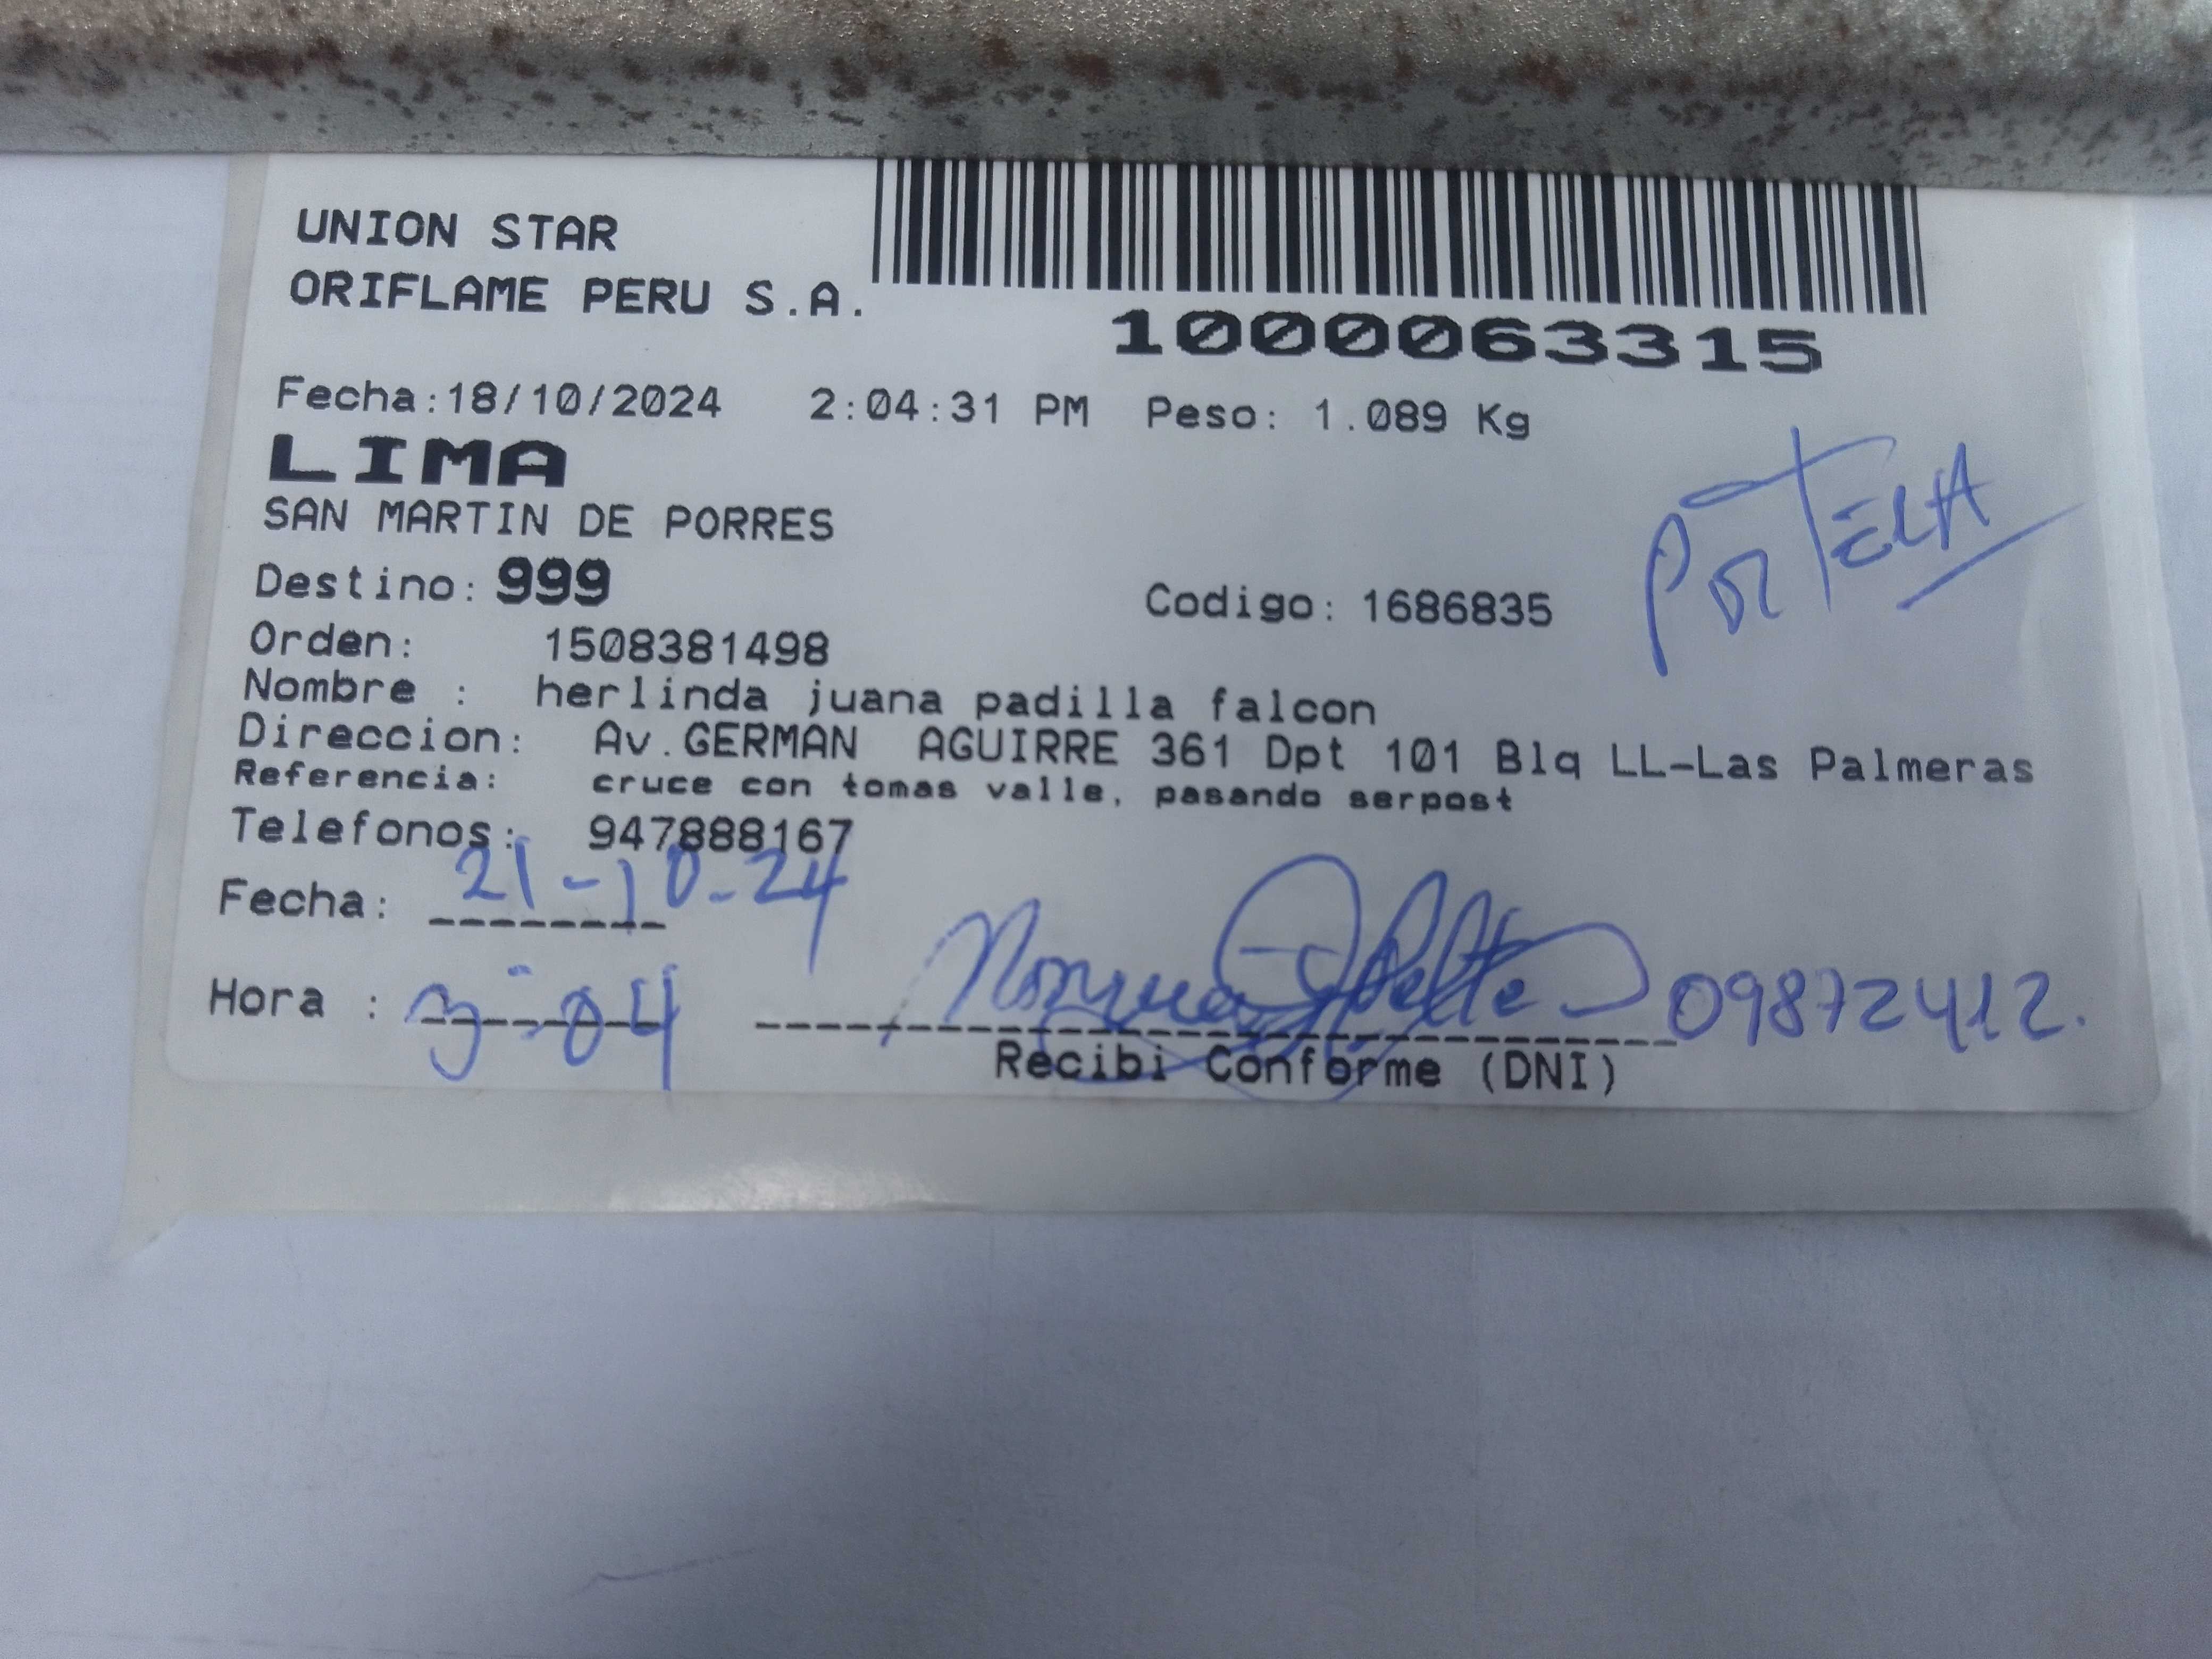 UNION STAR
ORIFLAME PERU S.A.
1000063315
Fecha:18/10/2024 2:04:31 PM Peso: 1.089 Kg
LIMA
SAN MARTIN DE PORRES
PORTERIA
Destino: 999 Codigo: 1686835
Orden: 1508381498
Nombre : herlinda juana padilla falcon
Direccion: Av.GERMAN AGUIRRE 361 Dpt 101 Blq LL-Las Palmeras
Referencia: cruce con tomas valle, pasando serpost
Telefonos: 947888167
Fecha: 21-10-24
Hora : 3:04
09872412.
Recibi Conforme (DNI)